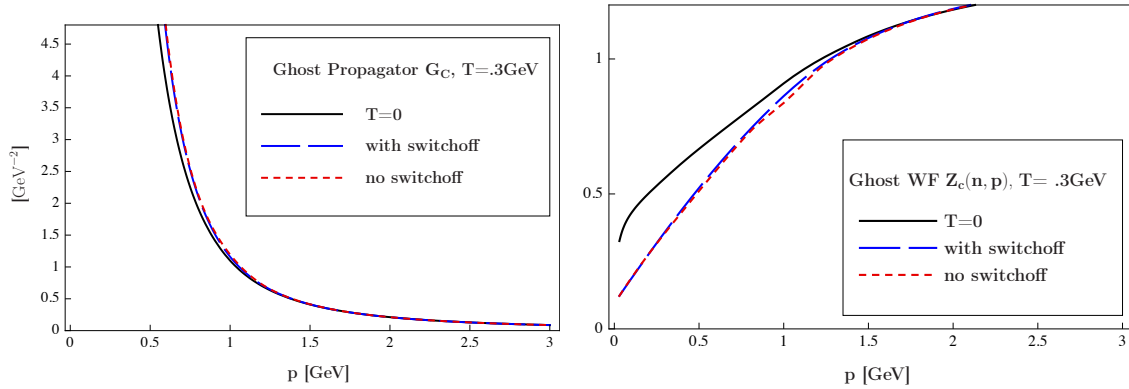 4.5
4
3.5
3
2.5
2
1.5
1
0.5
0
[GeV⁻²]
Ghost Propagator G_C, T=.3GeV
T=0
with switchoff
no switchoff
0 0.5 1 1.5 2 2.5 3
p [GeV]
1
0.5
0
Ghost WF Z_c(n, p), T= .3GeV
T=0
with switchoff
no switchoff
0 0.5 1 1.5 2 2.5 3
p [GeV]